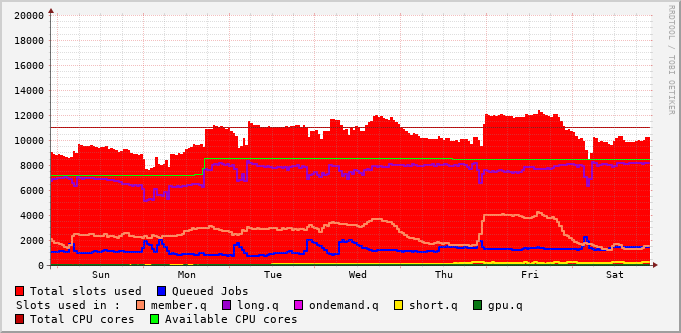 20000
18000
16000
14000
12000
10000
8000
6000
4000
2000
0
Sun Mon Tue Wed Thu Fri Sat
RRDTOOL / TOBI OETIKER
Total slots used Queued Jobs
Slots used in : member.q long.q ondemand.q short.q gpu.q
Total CPU cores Available CPU cores